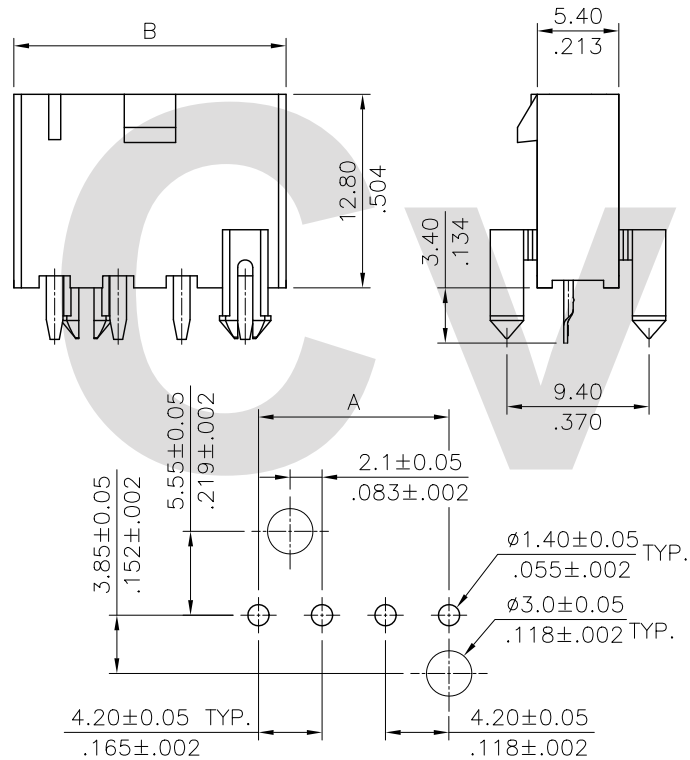 B
5.40
.213
12.80
.504
3.40
.134
9.40
.370
A
5.55±0.05
.219±.002
2.1±0.05
.083±.002
3.85±0.05
.152±.002
ø1.40±0.05 TYP.
.055±.002
ø3.0±0.05
.118±.002 TYP.
4.20±0.05 TYP.
.165±.002
4.20±0.05
.118±.002
Cv